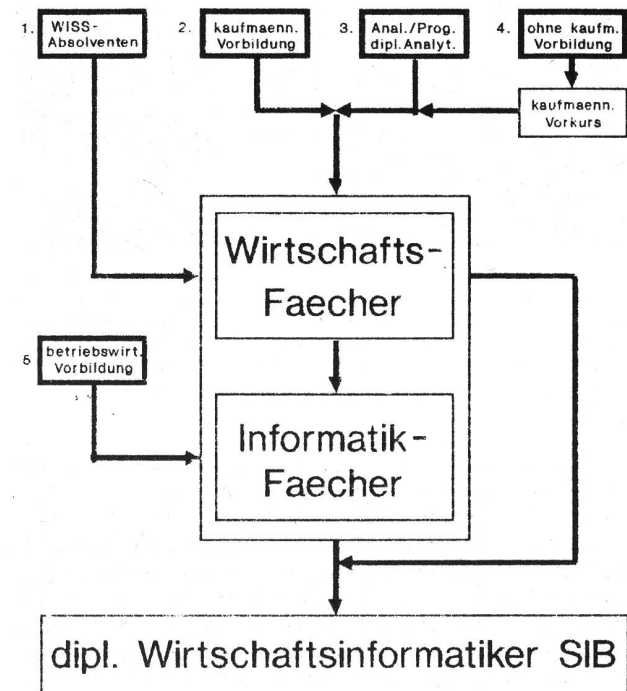 1. WISS-
Absolventen
2. kaufmaenn.
Vorbildung
3. Anal./Prog.
dipl.Analyt.
4. ohne kaufm.
Vorbildung
kaufmaenn.
Vorkurs
Wirtschafts-
Faecher
5 betriebswirt.
Vorbildung
Informatik-
Faecher
dipl. Wirtschaftsinformatiker SIB